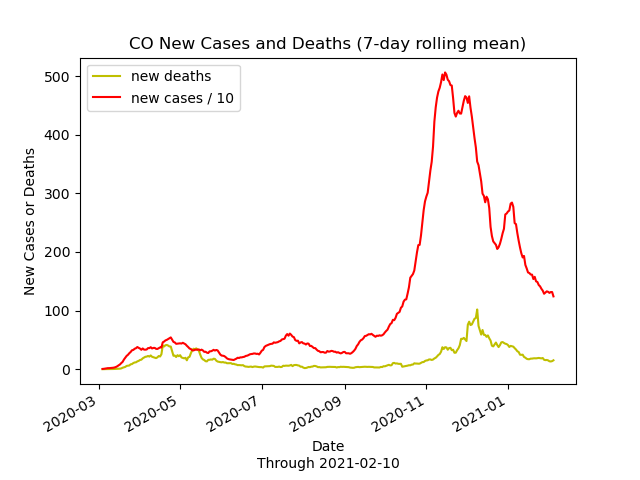 CO New Cases and Deaths (7-day rolling mean)
new deaths
new cases / 10
500
400
300
200
100
0
New Cases or Deaths
2020-03
2020-05
2020-07
2020-09
2020-11
2021-01
Date
Through 2021-02-10